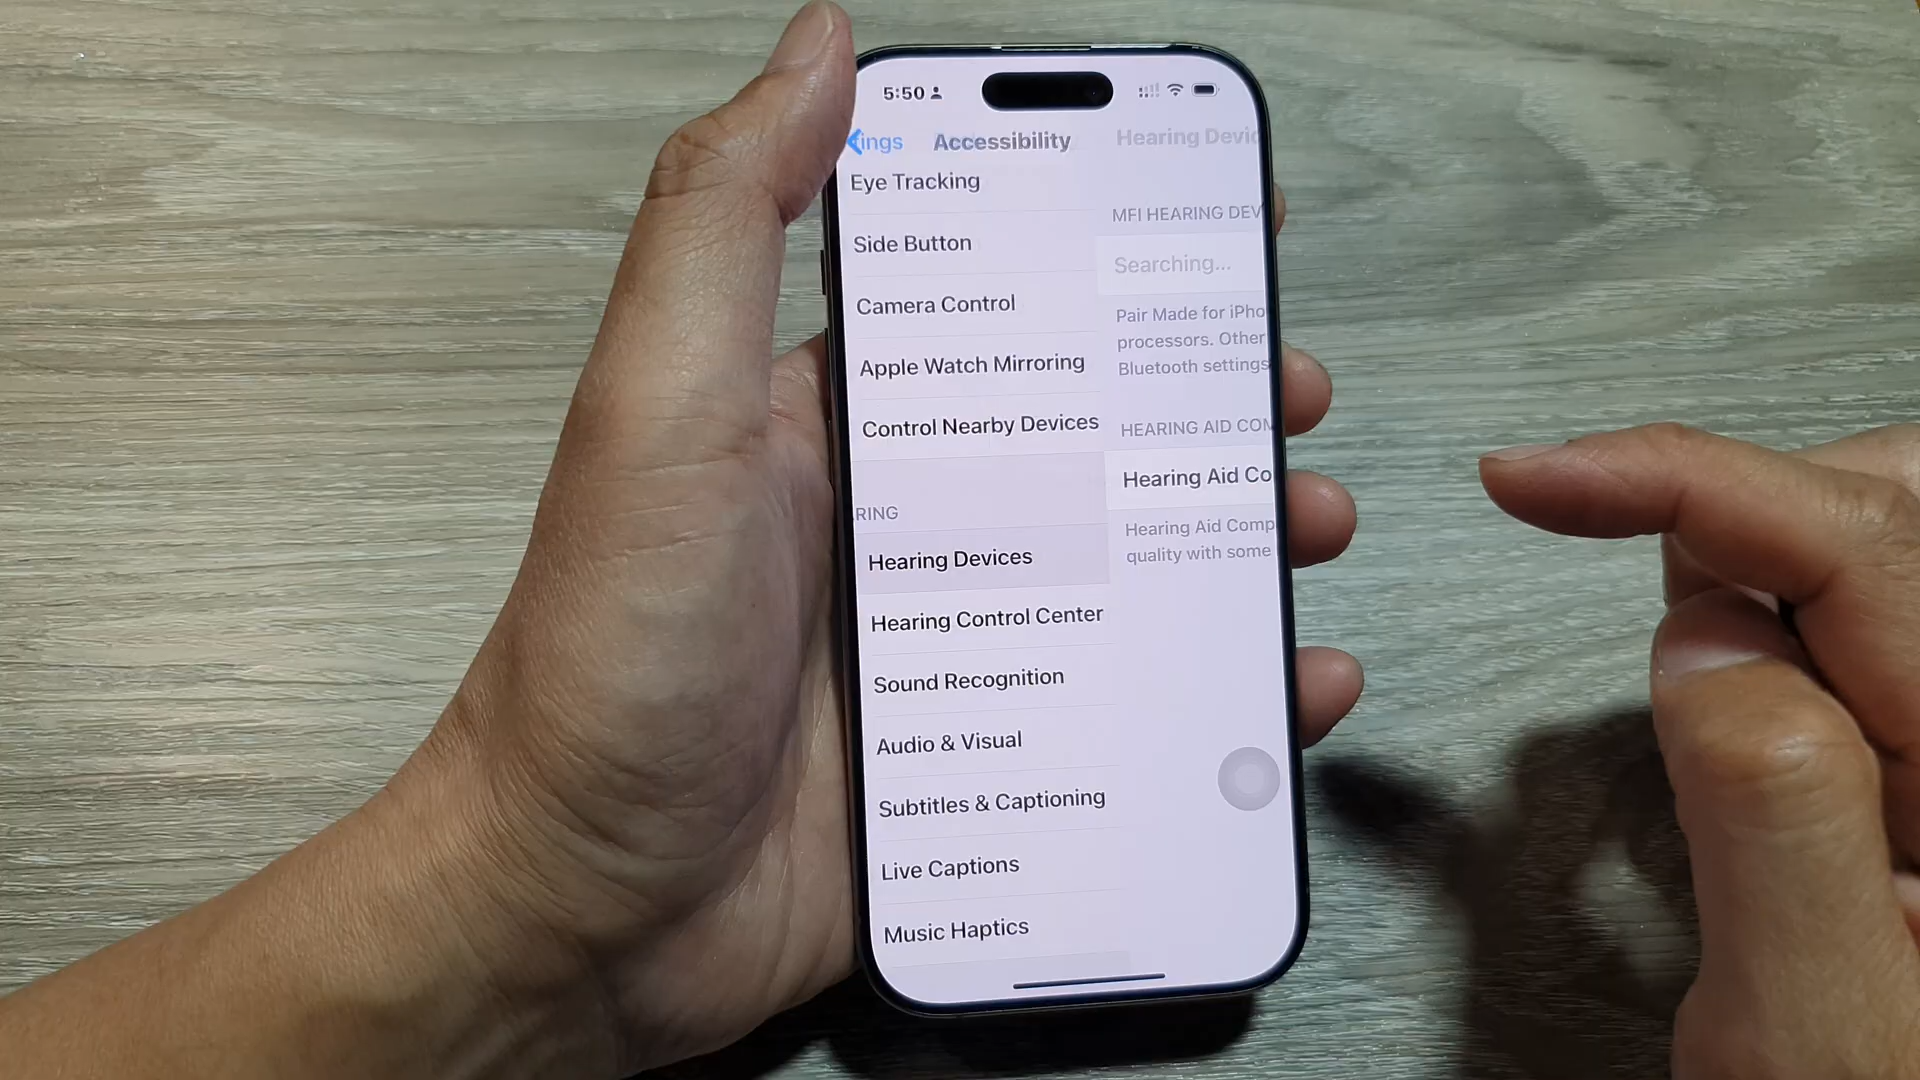 5:50
ings Accessibility Hearing Devic
Eye Tracking
Side Button
Camera Control
Apple Watch Mirroring
Control Nearby Devices
RING
Hearing Devices
Hearing Control Center
Sound Recognition
Audio & Visual
Subtitles & Captioning
Live Captions
Music Haptics
MFI HEARING DEV
Searching...
Pair Made for iPho
processors. Other
Bluetooth settings
HEARING AID COM
Hearing Aid Co
Hearing Aid Comp
quality with some